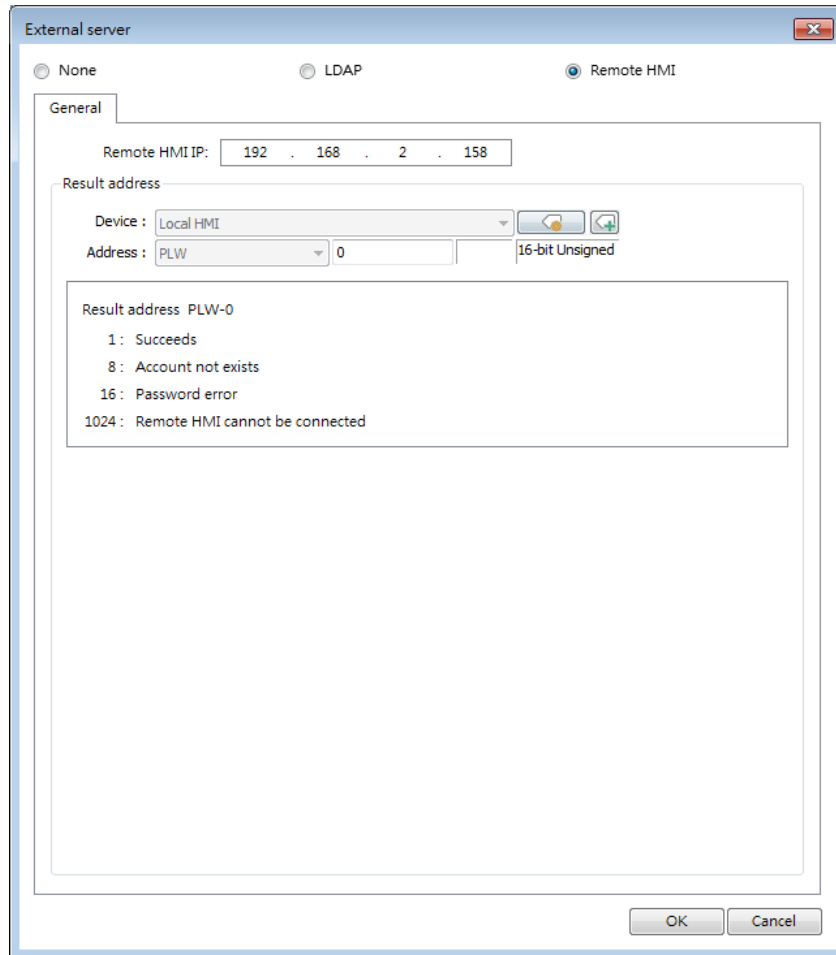 External server
None LDAP Remote HMI
General
Remote HMI IP: 192 . 168 . 2 . 158
Result address
Device : Local HMI
Address : PLW 0 16-bit Unsigned
Result address PLW-0
1 : Succeeds
8 : Account not exists
16 : Password error
1024 : Remote HMI cannot be connected
OK Cancel